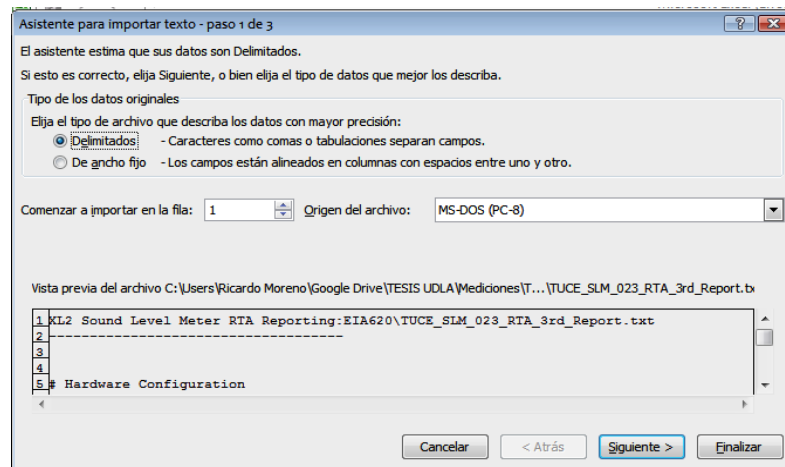 Asistente para importar texto - paso 1 de 3
El asistente estima que sus datos son Delimitados.
Si esto es correcto, elija Siguiente, o bien elija el tipo de datos que mejor los describa.
Tipo de los datos originales
Elija el tipo de archivo que describa los datos con mayor precisión:
Delimitados - Caracteres como comas o tabulaciones separan campos.
De ancho fijo - Los campos están alineados en columnas con espacios entre uno y otro.
Comenzar a importar en la fila: 1 Origen del archivo: MS-DOS (PC-8)
Vista previa del archivo C:\Users\Ricardo Moreno\Google Drive\TESIS UDLA\Mediciones\T...\TUCE_SLM_023_RTA_3rd_Report.tx
1 XL2 Sound Level Meter RTA Reporting:EIA620\TUCE_SLM_023_RTA_3rd_Report.txt
2 -------------------------------------
3
4
5 # Hardware Configuration
Cancelar < Atrás Siguiente > Finalizar